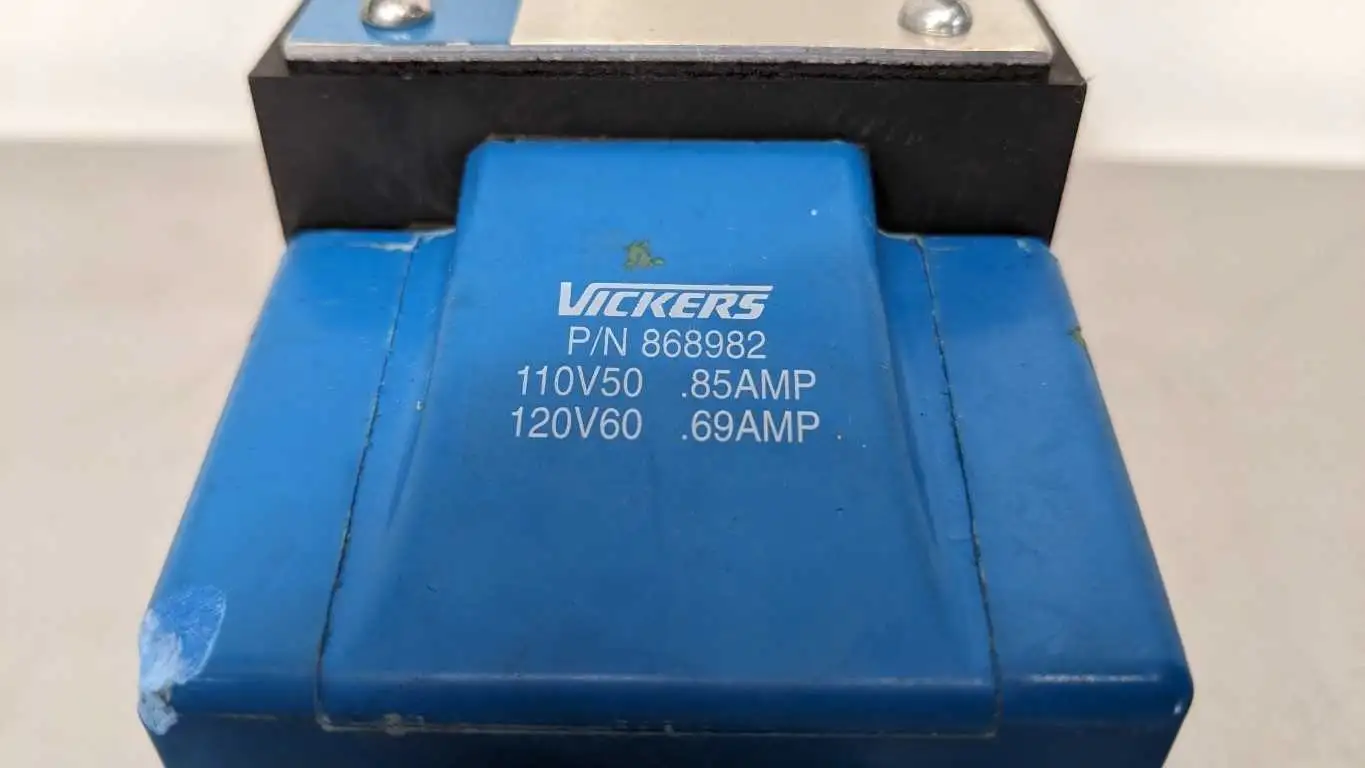 VICKERS
P/N 868982
110V50 .85AMP
120V60 .69AMP